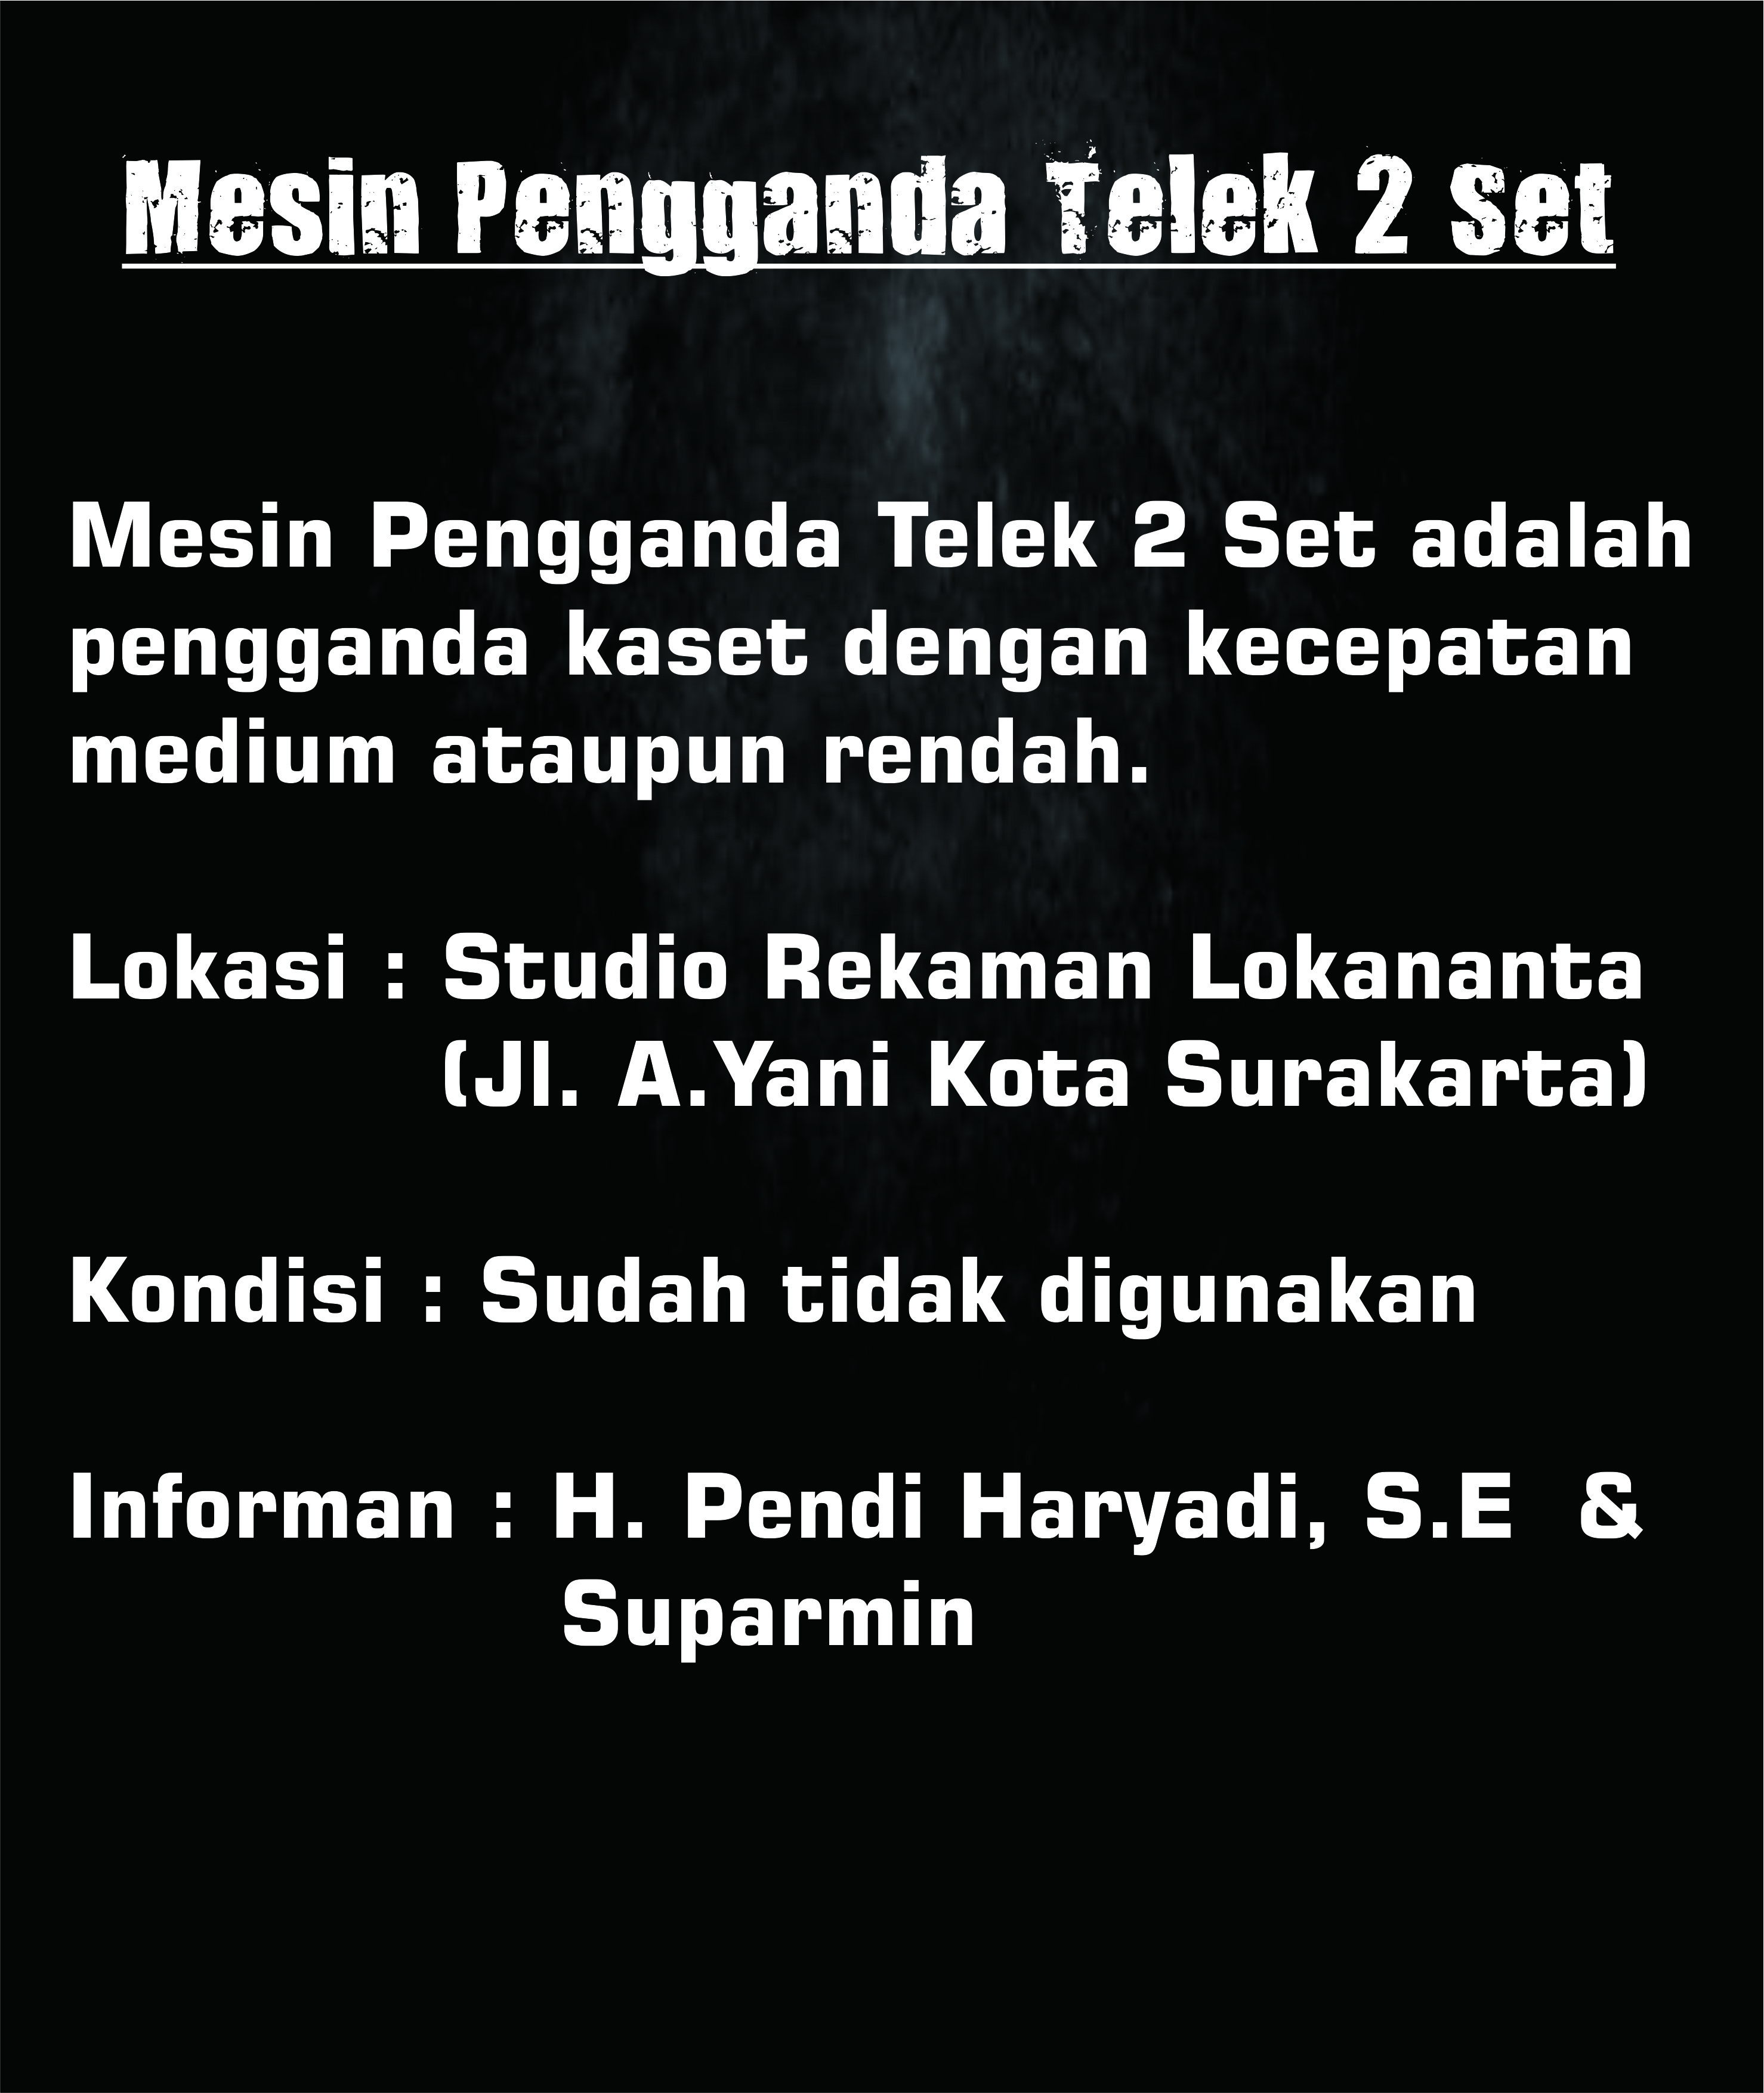 Mesin Pengganda Telek 2 Set
Mesin Pengganda Telek 2 Set adalah
pengganda kaset dengan kecepatan
medium ataupun rendah.
Lokasi : Studio Rekaman Lokananta
(Jl. A.Yani Kota Surakarta)
Kondisi : Sudah tidak digunakan
Informan : H. Pendi Haryadi, S.E &
Suparmin